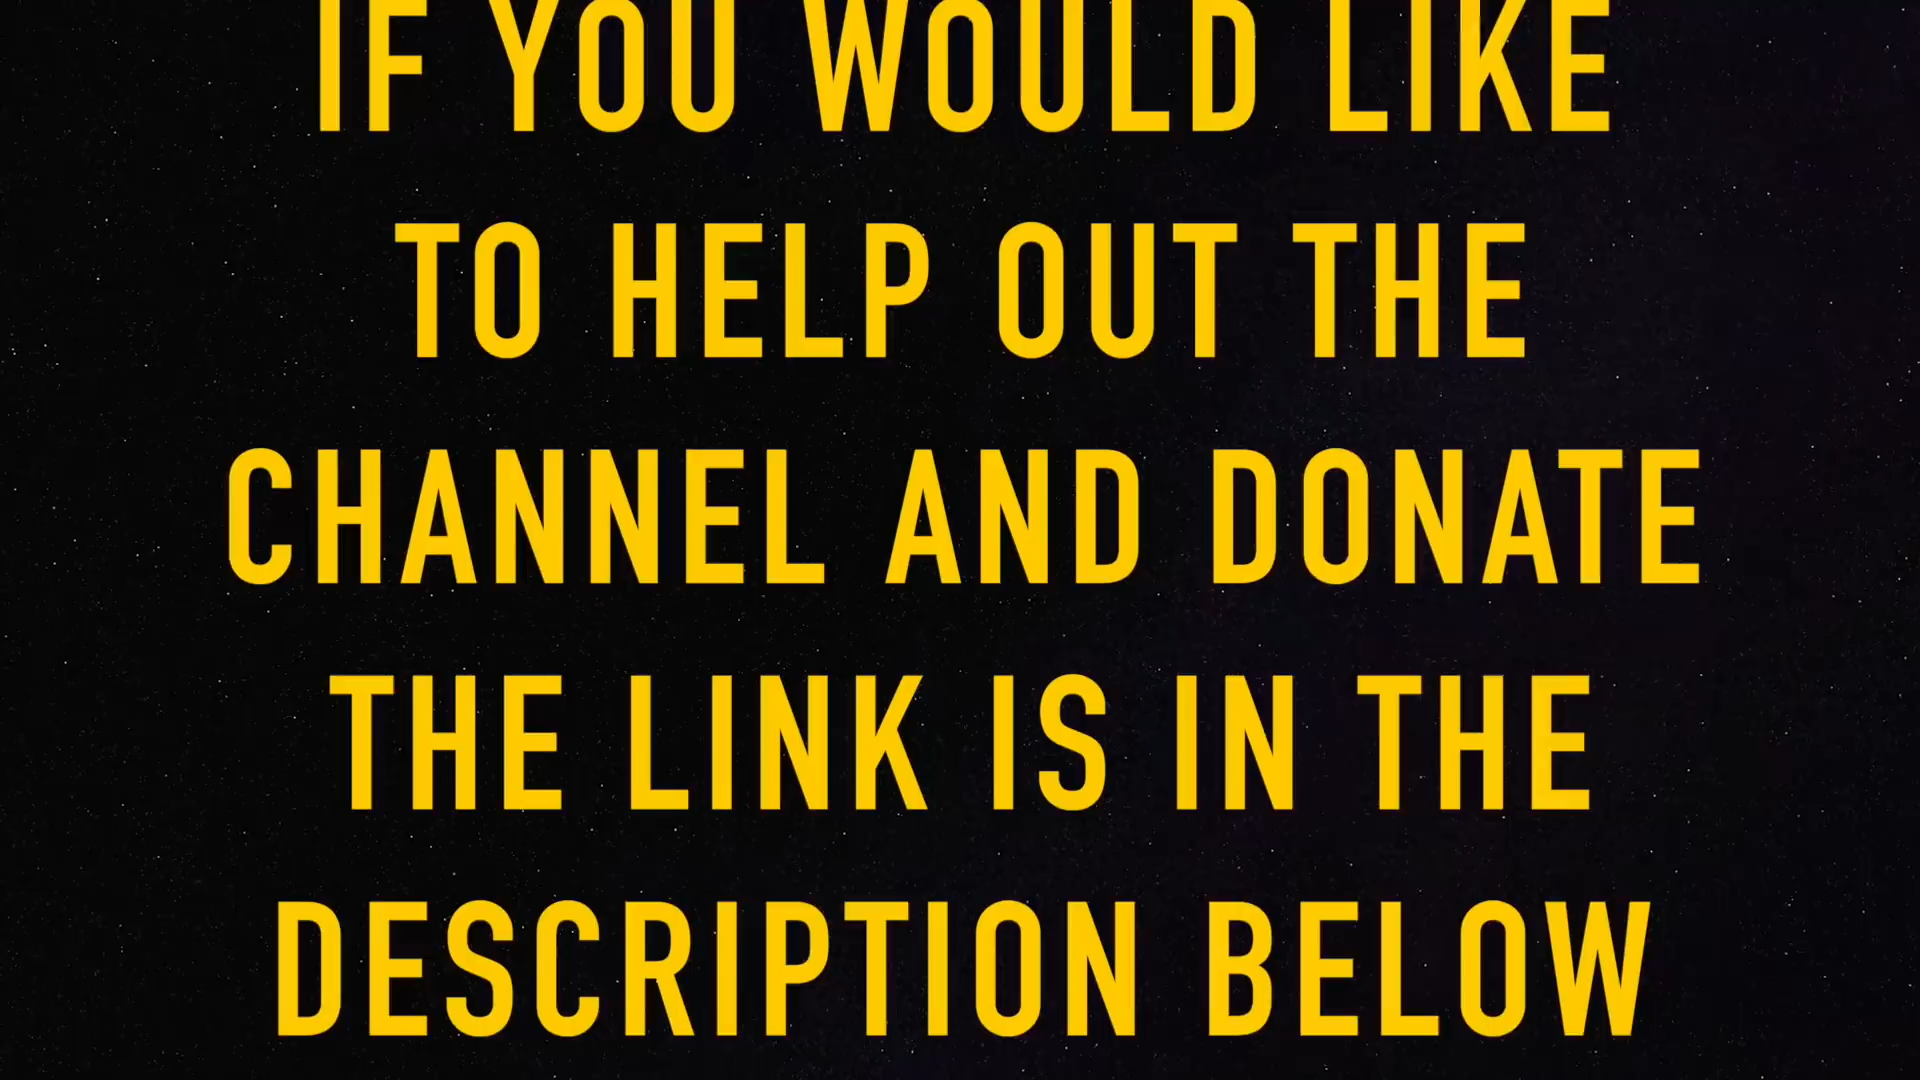 IF YOU WOULD LIKE
TO HELP OUT THE
CHANNEL AND DONATE
THE LINK IS IN THE
DESCRIPTION BELOW